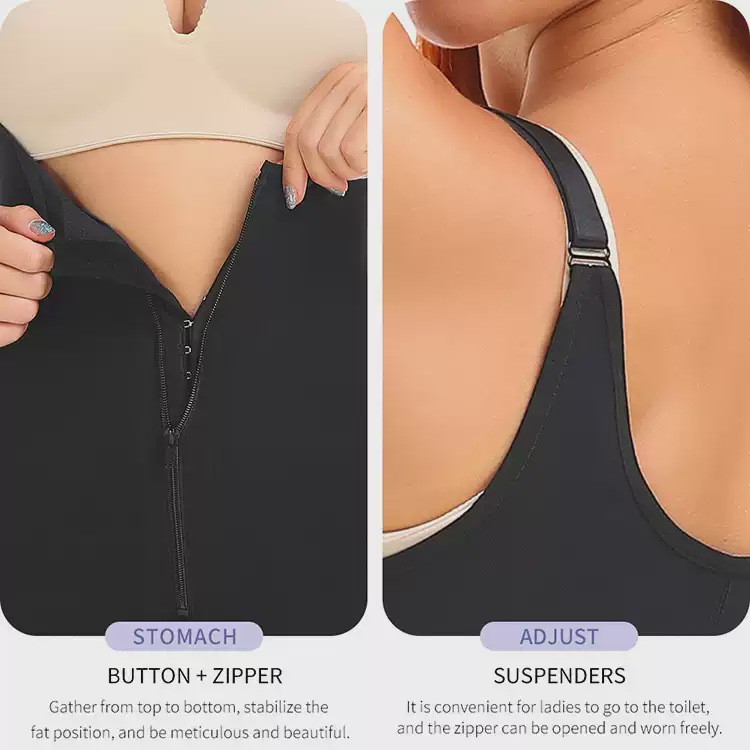 STOMACH
BUTTON + ZIPPER
Gather from top to bottom, stabilize the
fat position, and be meticulous and beautiful.
ADJUST
SUSPENDERS
It is convenient for ladies to go to the toilet,
and the zipper can be opened and worn freely.